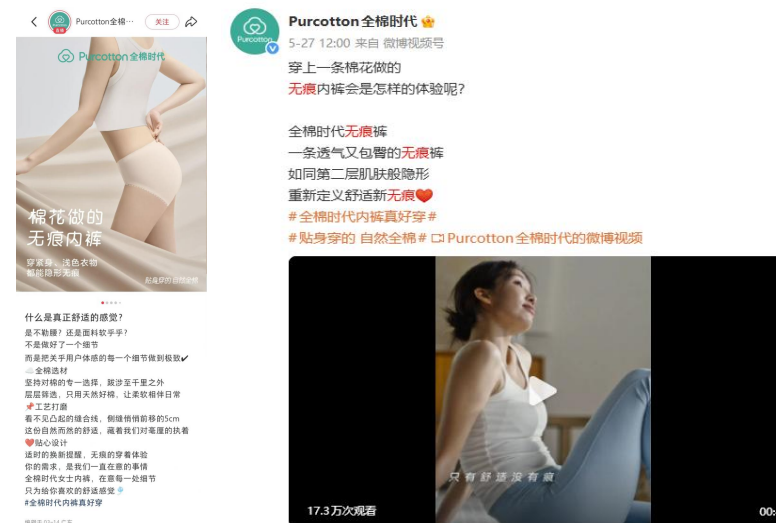 Purcotton全棉…
关注
Purcotton全棉时代
棉花做的
无痕内裤
穿紧身、浅色衣物
都能隐形无痕
贴身穿的自然全棉
什么是真正舒适的感觉?
是不勒腰?还是面料软乎乎?
不是做好了一个细节
而是把关乎用户体感的每一个细节做到极致✔
☁️全棉选材
坚持对棉的专一选择,跋涉至千里之外
层层筛选,只用天然好棉,让柔软相伴日常
📌工艺打磨
看不见凸起的缝合线,侧缝悄悄前移的5cm
这份自然而然的舒适,藏着我们对毫厘的执着
❤️贴心设计
适时的换新提醒,无痕的穿着体验
你的需求,是我们一直在意的事情
全棉时代女士内裤,在意每一处细节
只为给你喜欢的舒适感觉
#全棉时代内裤真好穿
Purcotton
Purcotton全棉时代
5-27 12:00 来自 微博视频号
穿上一条棉花做的
无痕内裤会是怎样的体验呢?
全棉时代无痕裤
一条透气又包臀的无痕裤
如同第二层肌肤般隐形
重新定义舒适新无痕❤️
#全棉时代内裤真好穿#
#贴身穿的 自然全棉# Purcotton全棉时代的微博视频
只有舒适没有痕
17.3万次观看
00: